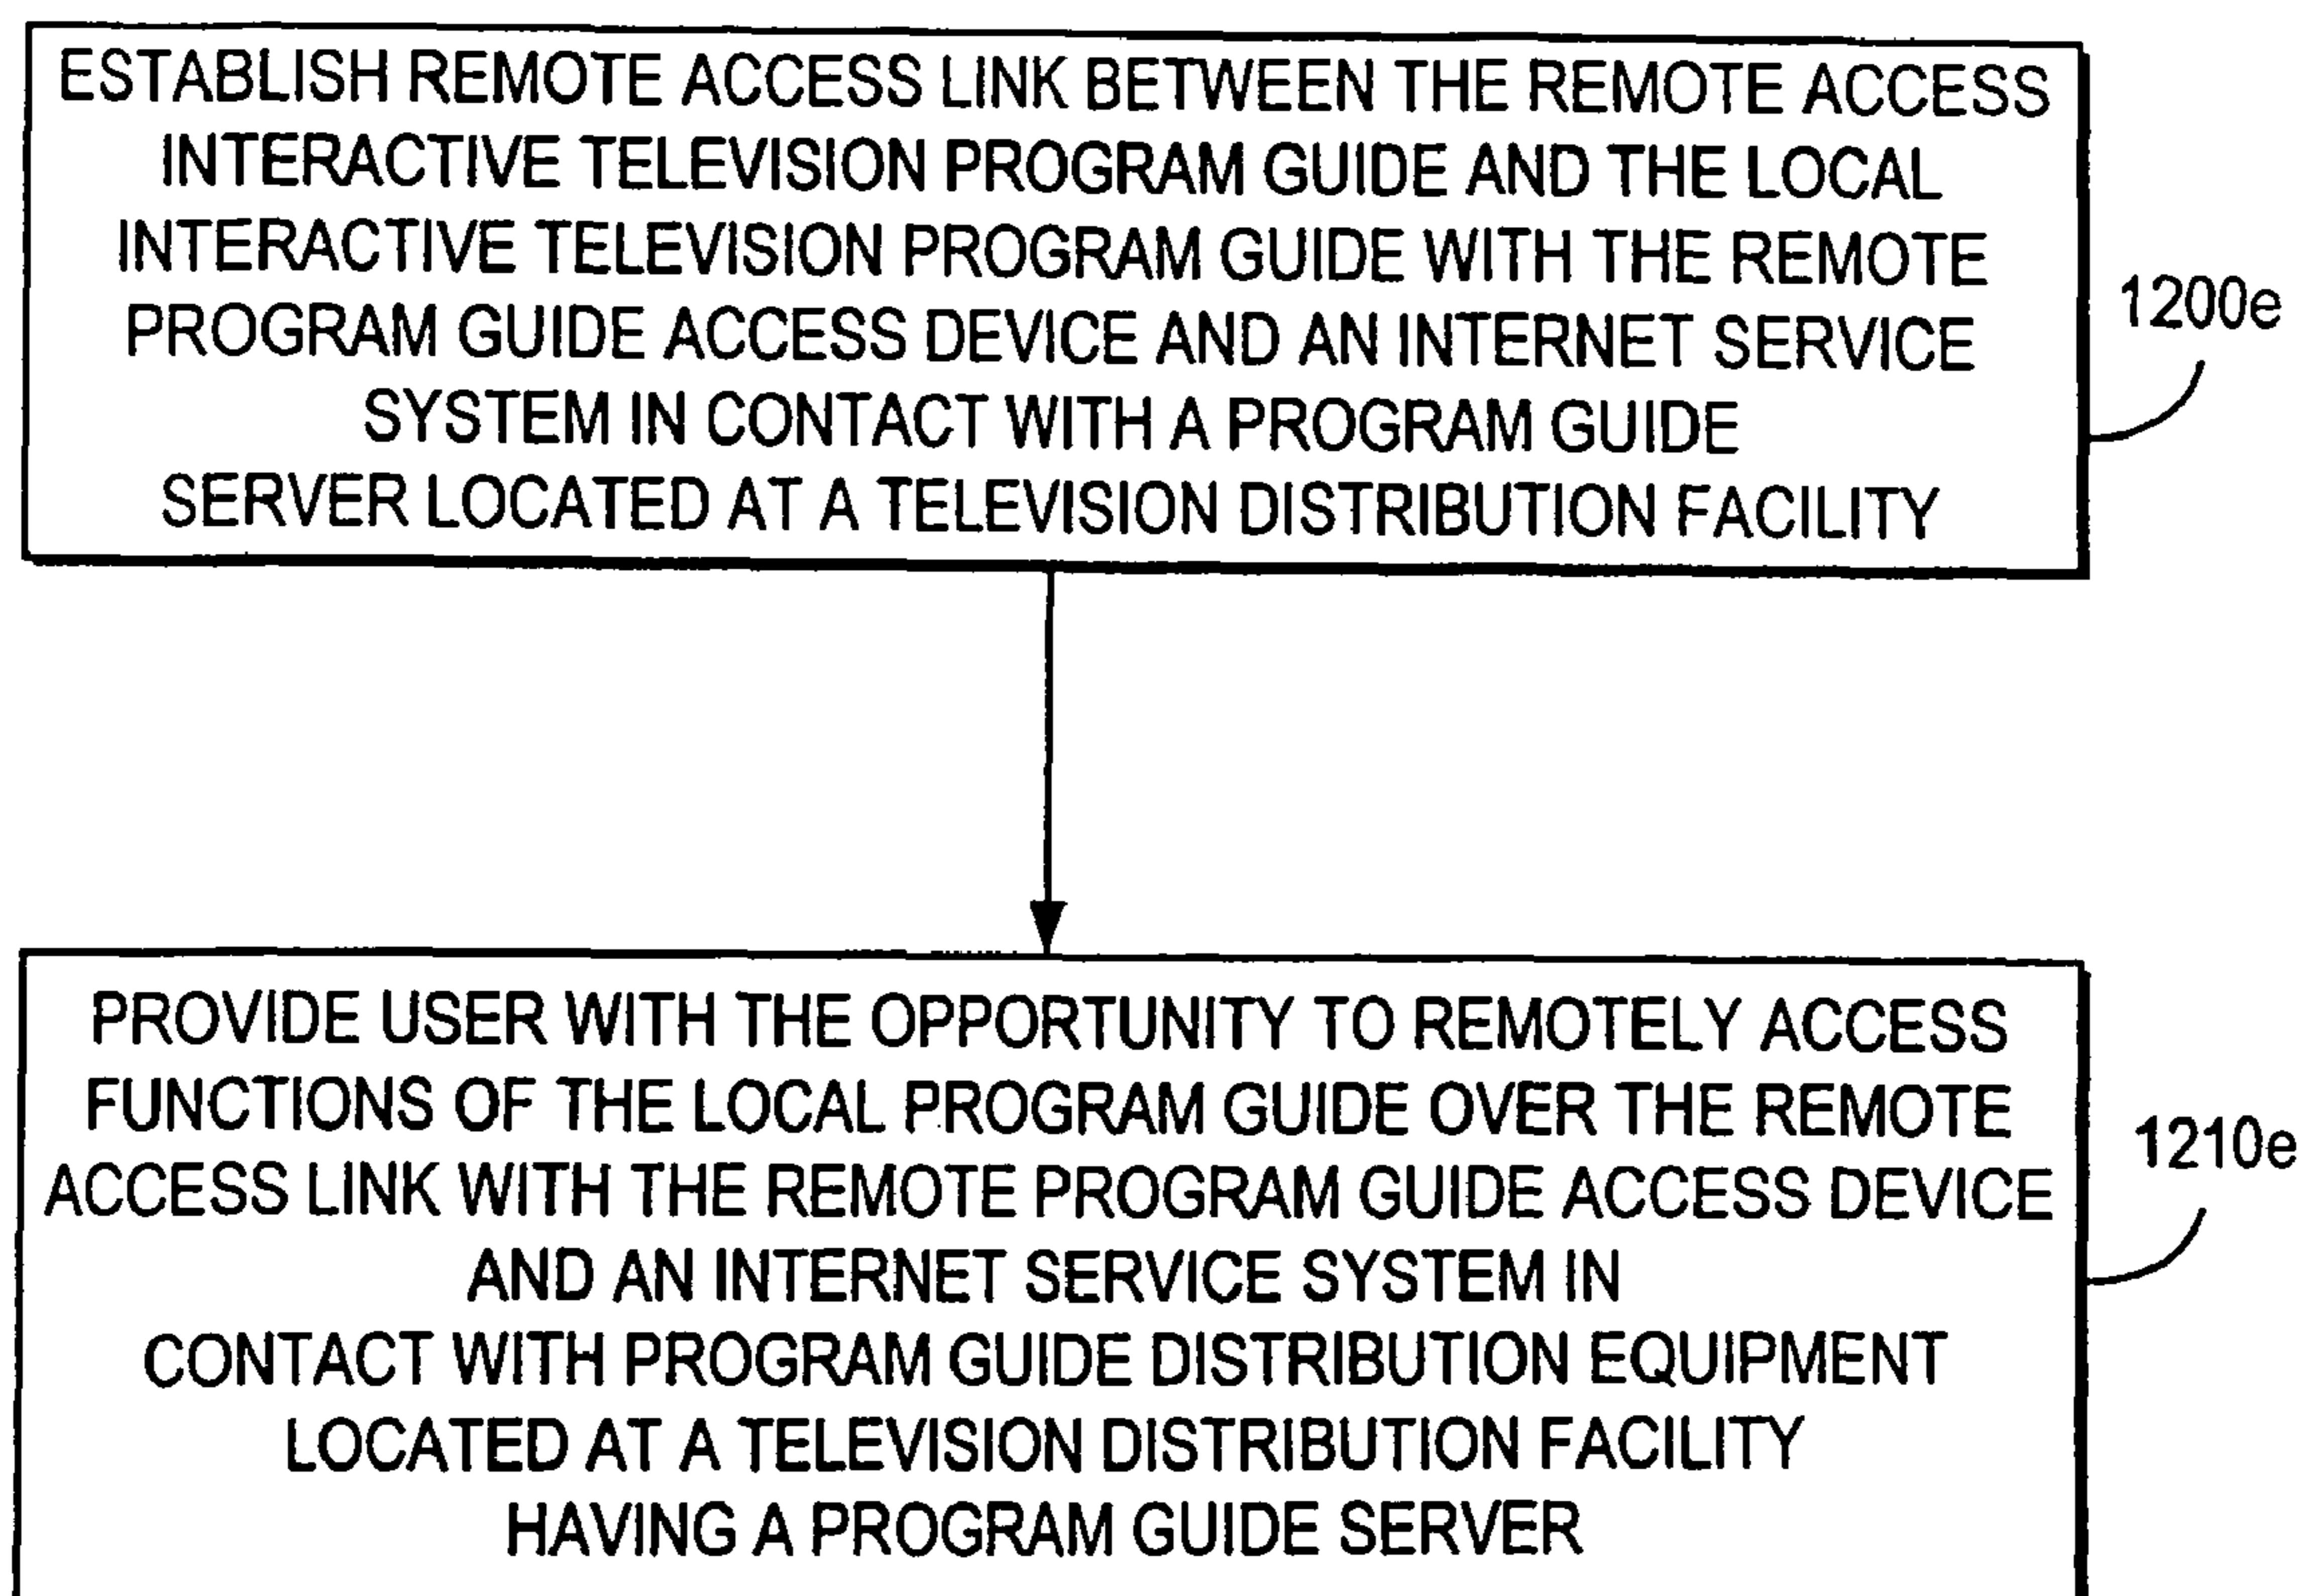 ESTABLISH REMOTE ACCESS LINK BETWEEN THE REMOTE ACCESS
INTERACTIVE TELEVISION PROGRAM GUIDE AND THE LOCAL
INTERACTIVE TELEVISION PROGRAM GUIDE WITH THE REMOTE
PROGRAM GUIDE ACCESS DEVICE AND AN INTERNET SERVICE
SYSTEM IN CONTACT WITH A PROGRAM GUIDE
SERVER LOCATED AT A TELEVISION DISTRIBUTION FACILITY
1200e
PROVIDE USER WITH THE OPPORTUNITY TO REMOTELY ACCESS
FUNCTIONS OF THE LOCAL PROGRAM GUIDE OVER THE REMOTE
ACCESS LINK WITH THE REMOTE PROGRAM GUIDE ACCESS DEVICE
AND AN INTERNET SERVICE SYSTEM IN
CONTACT WITH PROGRAM GUIDE DISTRIBUTION EQUIPMENT
LOCATED AT A TELEVISION DISTRIBUTION FACILITY
HAVING A PROGRAM GUIDE SERVER
1210e